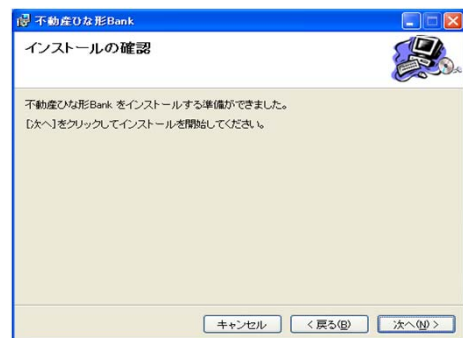 不動産ひな形Bank
インストールの確認
不動産ひな形Bank をインストールする準備ができました。
[次へ]をクリックしてインストールを開始してください。
キャンセル
< 戻る(B)
次へ(N) >